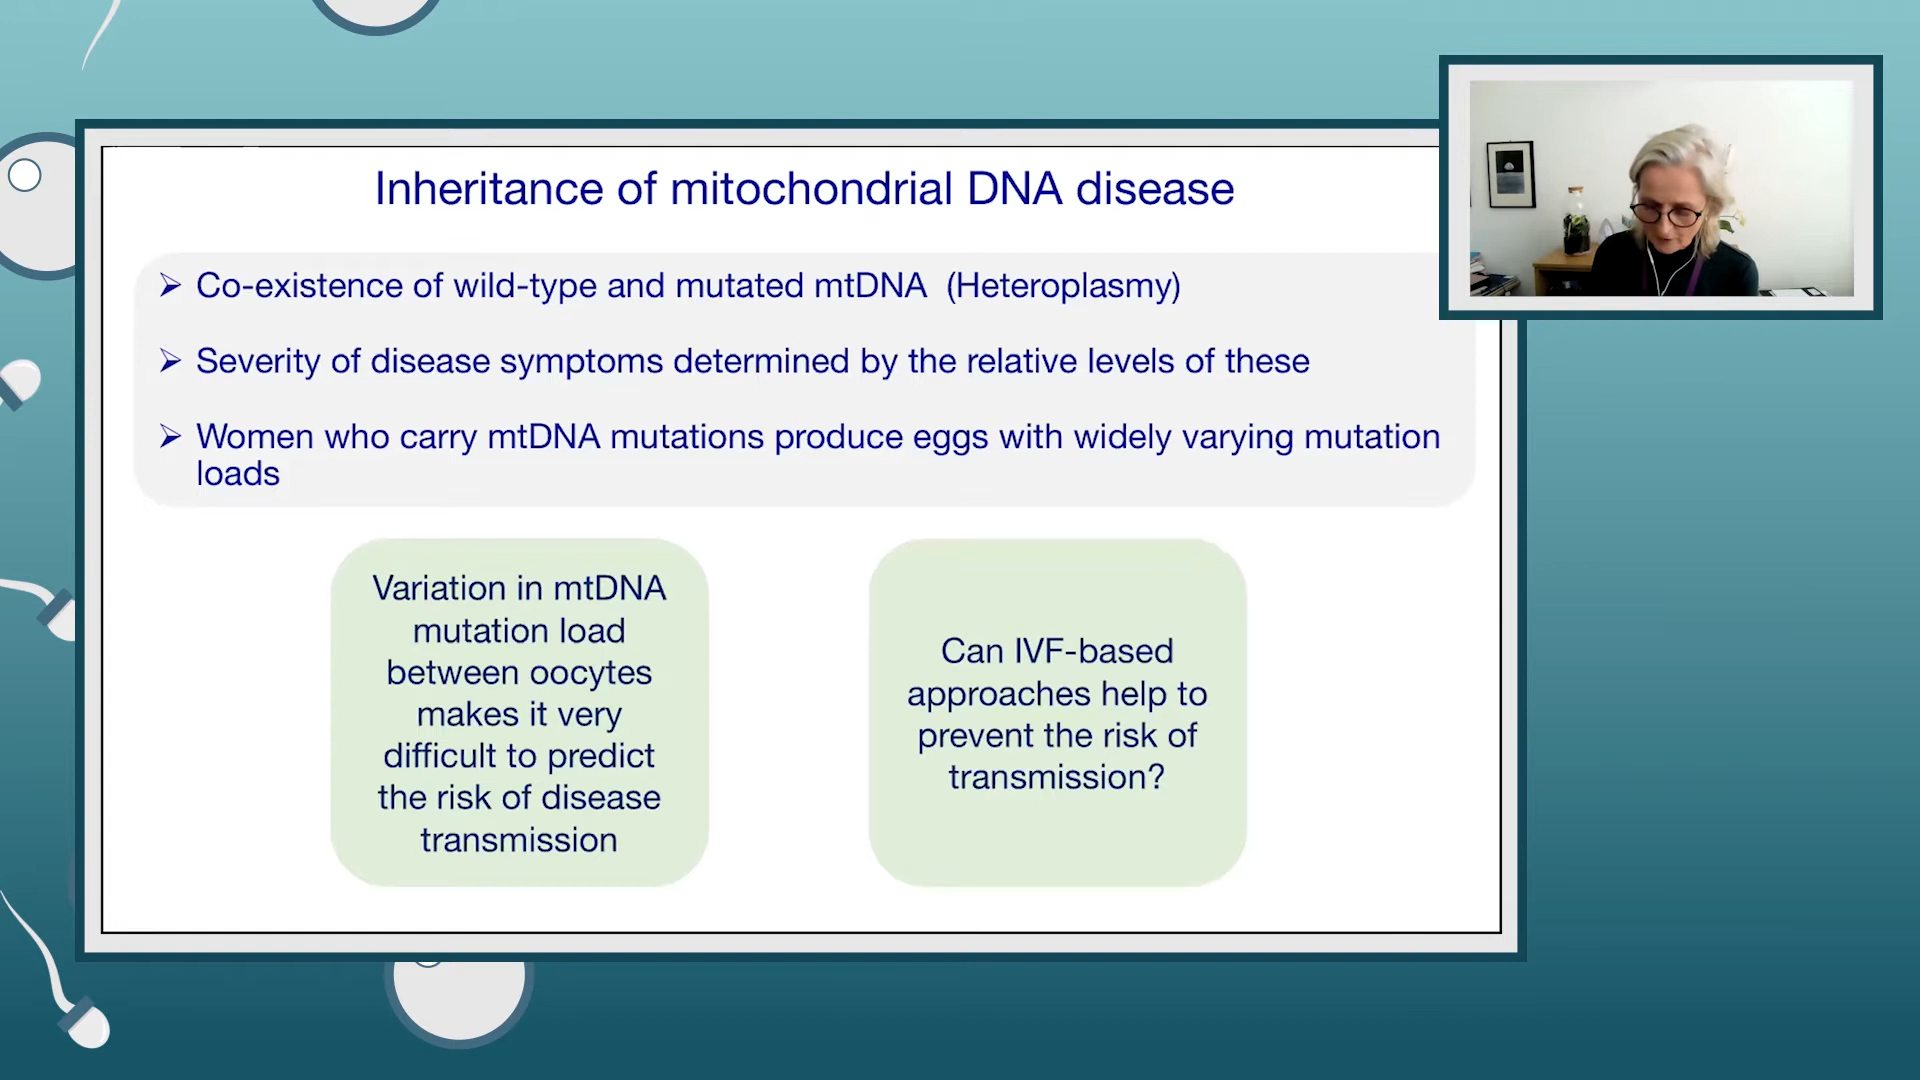 Inheritance of mitochondrial DNA disease
➢ Co-existence of wild-type and mutated mtDNA (Heteroplasmy)
➢ Severity of disease symptoms determined by the relative levels of these
➢ Women who carry mtDNA mutations produce eggs with widely varying mutation
loads
Variation in mtDNA
mutation load
between oocytes
makes it very
difficult to predict
the risk of disease
transmission
Can IVF-based
approaches help to
prevent the risk of
transmission?